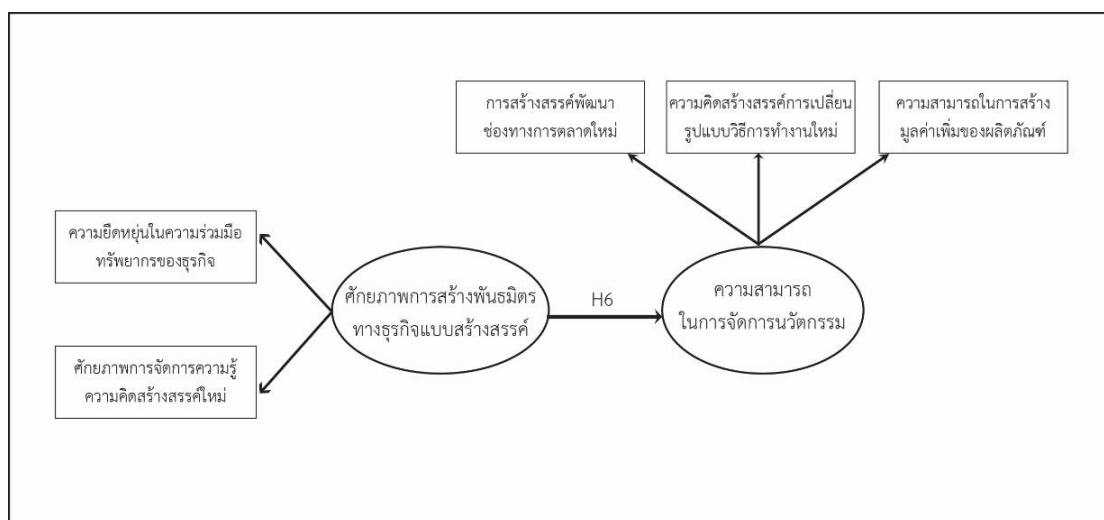 การสร้างสรรค์พัฒนา
ช่องทางการตลาดใหม่
ความคิดสร้างสรรค์การเปลี่ยน
รูปแบบวิธีการทำงานใหม่
ความสามารถในการสร้าง
มูลค่าเพิ่มของผลิตภัณฑ์
ความยืดหยุ่นในความร่วมมือ
ทรัพยากรของธุรกิจ
ศักยภาพการสร้างพันธมิตร
ทางธุรกิจแบบสร้างสรรค์
H6
ความสามารถ
ในการจัดการนวัตกรรม
ศักยภาพการจัดการความรู้
ความคิดสร้างสรรค์ใหม่